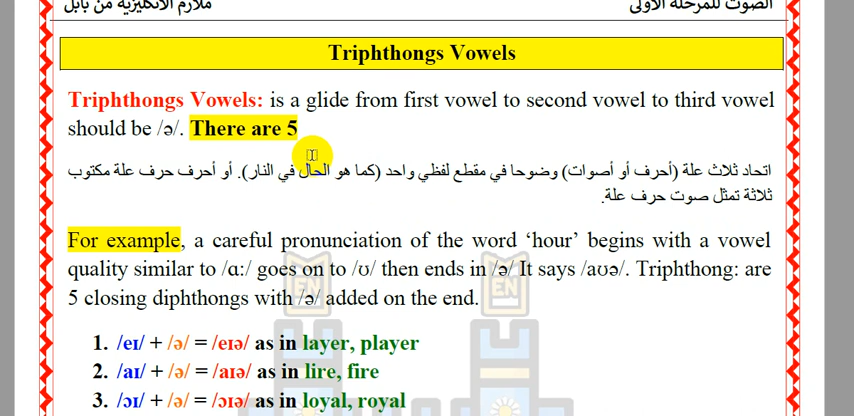 الصوت للمرحلة الأولى
ملازم الانكليزية من بابل
Triphthongs Vowels
Triphthongs Vowels: is a glide from first vowel to second vowel to third vowel
should be /ə/. There are 5
اتحاد ثلاث علة (أحرف أو أصوات) وضوحا في مقطع لفظي واحد (كما هو الحال في النار). أو أحرف حرف علة مكتوب
ثلاثة تمثل صوت حرف علة.
For example, a careful pronunciation of the word ‘hour’ begins with a vowel
quality similar to /ɑ:/ goes on to /ʊ/ then ends in /ə/ It says /aʊə/. Triphthong: are
5 closing diphthongs with /ə/ added on the end.
EN EN
1. /eɪ/ + /ə/ = /eɪə/ as in layer, player
2. /aɪ/ + /ə/ = /aɪə/ as in lire, fire
3. /ɔɪ/ + /ə/ = /ɔɪə/ as in loyal, royal